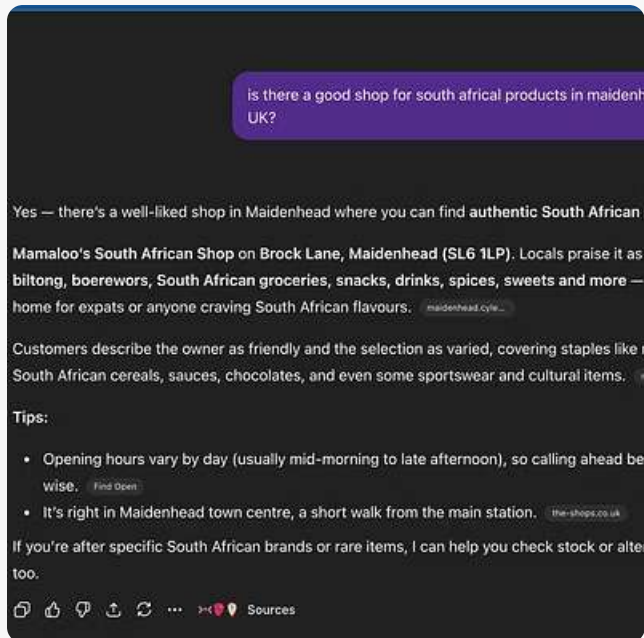 is there a good shop for south africal products in maidenh
UK?
Yes — there's a well-liked shop in Maidenhead where you can find authentic South African
Mamaloo's South African Shop on Brock Lane, Maidenhead (SL6 1LP). Locals praise it as
biltong, boerewors, South African groceries, snacks, drinks, spices, sweets and more —
home for expats or anyone craving South African flavours. maidenhead.cyle...
Customers describe the owner as friendly and the selection as varied, covering staples like
South African cereals, sauces, chocolates, and even some sportswear and cultural items.
Tips:
• Opening hours vary by day (usually mid-morning to late afternoon), so calling ahead be
wise. Find Open
• It's right in Maidenhead town centre, a short walk from the main station. the-shops.co.uk
If you're after specific South African brands or rare items, I can help you check stock or alte
too.
Sources